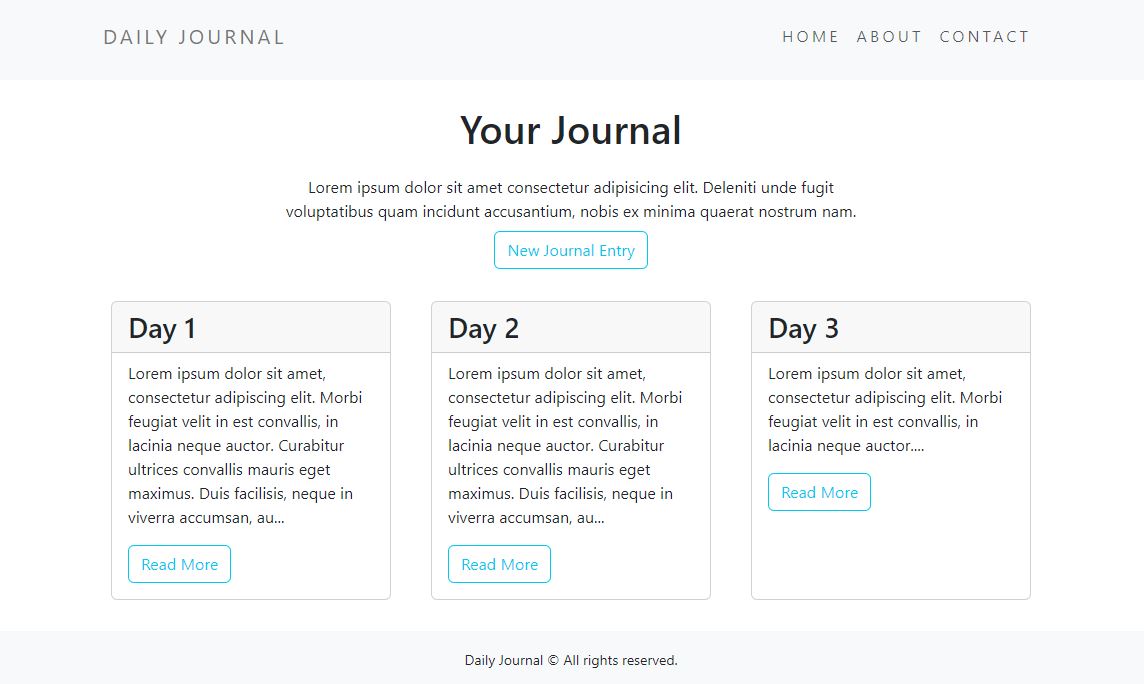 DAILY JOURNAL
HOME ABOUT CONTACT
Your Journal
Lorem ipsum dolor sit amet consectetur adipisicing elit. Deleniti unde fugit
voluptatibus quam incidunt accusantium, nobis ex minima quaerat nostrum nam.
New Journal Entry
Day 1
Lorem ipsum dolor sit amet,
consectetur adipiscing elit. Morbi
feugiat velit in est convallis, in
lacinia neque auctor. Curabitur
ultrices convallis mauris eget
maximus. Duis facilisis, neque in
viverra accumsan, au...
Read More
Day 2
Lorem ipsum dolor sit amet,
consectetur adipiscing elit. Morbi
feugiat velit in est convallis, in
lacinia neque auctor. Curabitur
ultrices convallis mauris eget
maximus. Duis facilisis, neque in
viverra accumsan, au...
Read More
Day 3
Lorem ipsum dolor sit amet,
consectetur adipiscing elit. Morbi
feugiat velit in est convallis, in
lacinia neque auctor....
Read More
Daily Journal © All rights reserved.